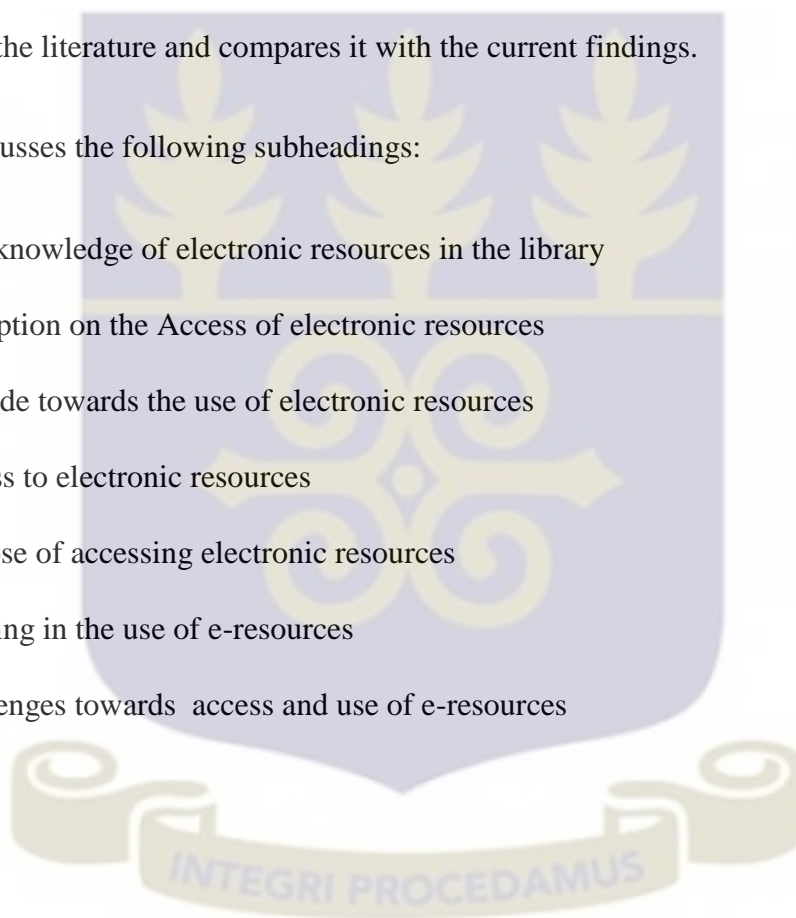 the literature and compares it with the current findings.
usses the following subheadings:
knowledge of electronic resources in the library
ption on the Access of electronic resources
de towards the use of electronic resources
ss to electronic resources
se of accessing electronic resources
ing in the use of e-resources
enges towards access and use of e-resources
INTEGRI PROCEDAMUS